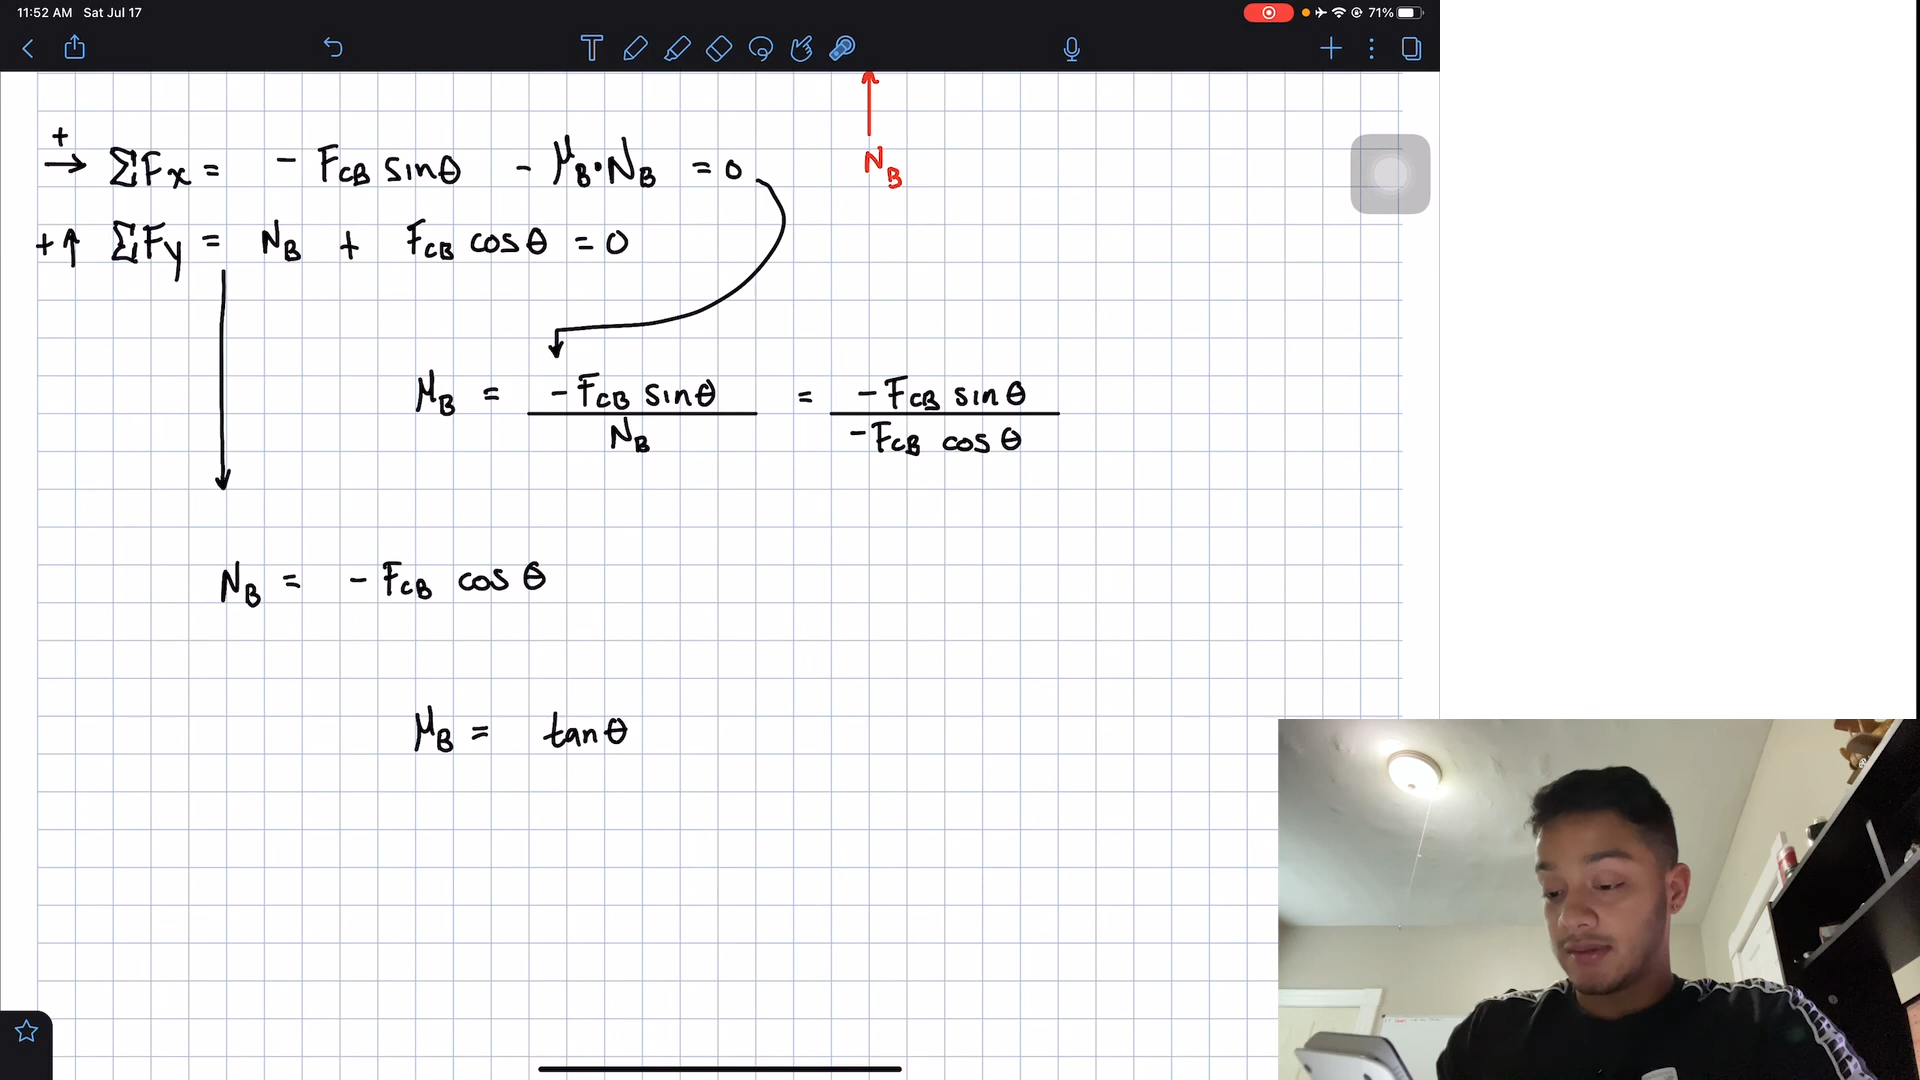 11:52 AM Sat Jul 17
71%
N_B
+→ ΣFx = - F_CB sinθ - μ_B·N_B = 0
+↑ ΣFy = N_B + F_CB cosθ = 0
μ_B = -F_CB sinθ / N_B = -F_CB sinθ / -F_CB cosθ
N_B = - F_CB cosθ
μ_B = tanθ